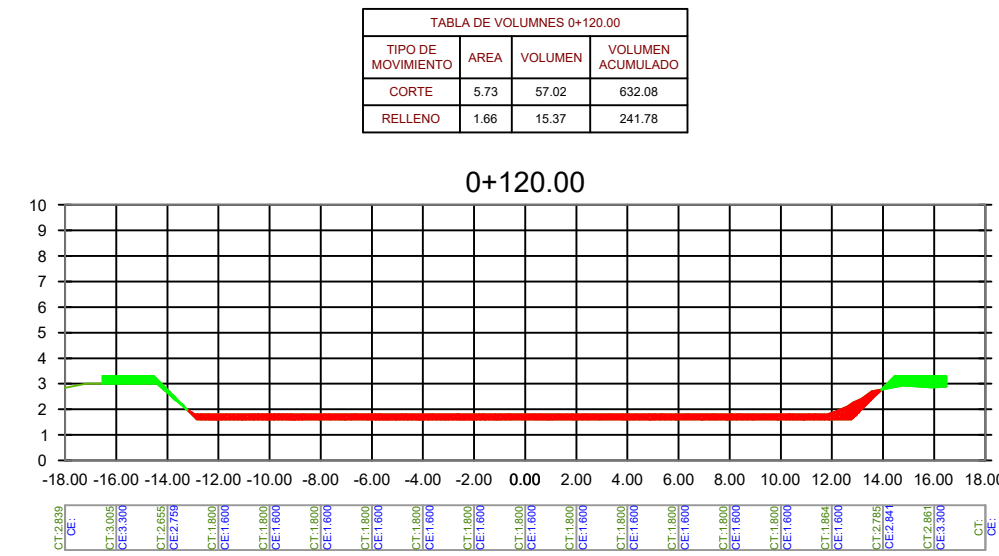 TABLA DE VOLUMNES 0+120.00
TIPO DE MOVIMIENTO AREA VOLUMEN VOLUMEN ACUMULADO
CORTE 5.73 57.02 632.08
RELLENO 1.66 15.37 241.78
0+120.00
10
9
8
7
6
5
4
3
2
1
0
-18.00 -16.00 -14.00 -12.00 -10.00 -8.00 -6.00 -4.00 -2.00 0.00 2.00 4.00 6.00 8.00 10.00 12.00 14.00 16.00 18.00
CT:2.839
CE:
CT:3.005
CE:3.300
CT:2.655
CE:2.759
CT:1.800
CE:1.600
CT:1.800
CE:1.600
CT:1.800
CE:1.600
CT:1.800
CE:1.600
CT:1.800
CE:1.600
CT:1.800
CE:1.600
CT:1.800
CE:1.600
CT:1.800
CE:1.600
CT:1.800
CE:1.600
CT:1.800
CE:1.600
CT:1.800
CE:1.600
CT:1.800
CE:1.600
CT:1.864
CE:1.600
CT:2.785
CE:2.841
CT:2.861
CE:3.300
CT:
CE: